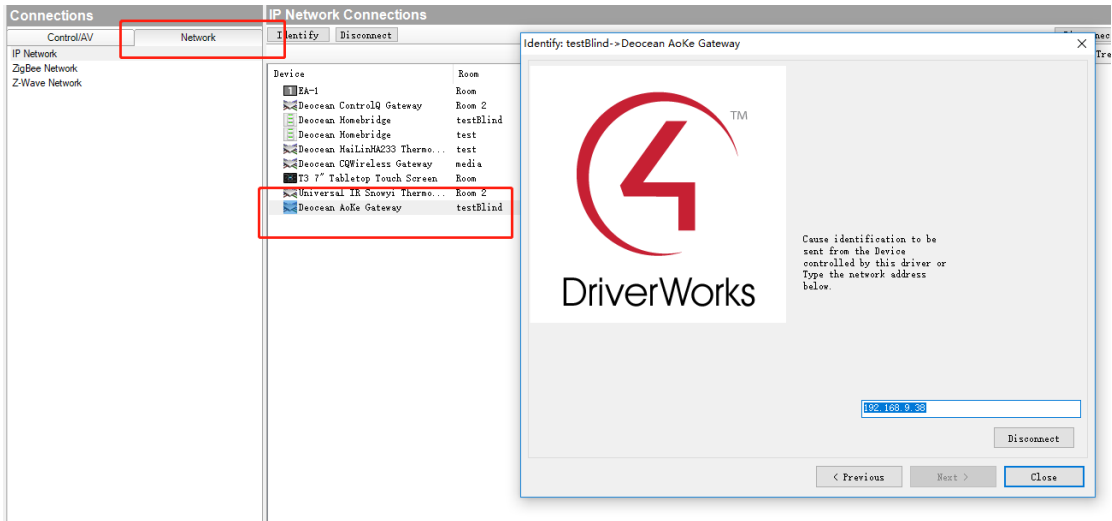 Connections
Control/AV
Network
IP Network
ZigBee Network
Z-Wave Network
IP Network Connections
Identify
Disconnect
Device
Room
EA-1
Room
Deocean ControlQ Gateway
Room 2
Deocean Homebridge
testBlind
Deocean Homebridge
test
Deocean HaiLinHA233 Thermo...
test
Deocean CQWireless Gateway
media
T3 7" Tabletop Touch Screen
Room
Universal IR Snowyi Thermo...
Room 2
Deocean AoKe Gateway
testBlind
Identify: testBlind->Deocean AoKe Gateway
4
TM
DriverWorks
Cause identification to be
sent from the Device
controlled by this driver or
Type the network address
below.
192.168.9.38
Disconnect
< Previous
Next >
Close